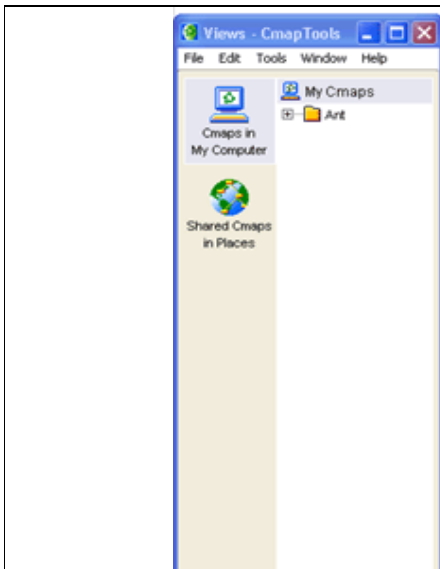 Views - CmapTools
File Edit Tools Window Help
Cmaps in
My Computer
Shared Cmaps
in Places
My Cmaps
Ant